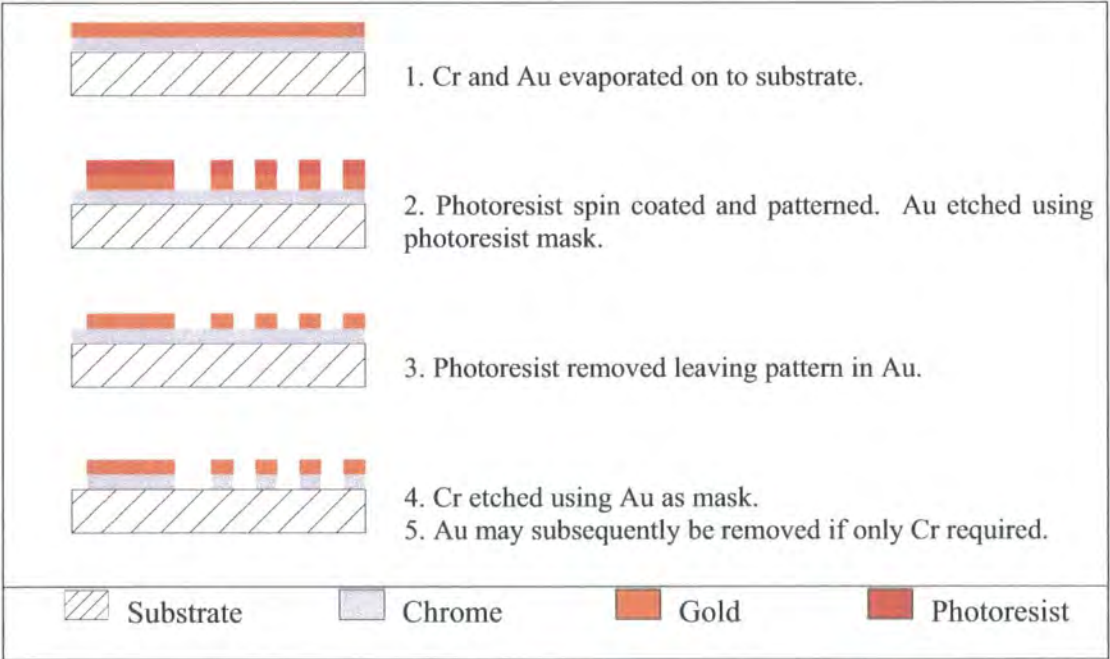 1. Cr and Au evaporated on to substrate.
2. Photoresist spin coated and patterned. Au etched using
photoresist mask.
3. Photoresist removed leaving pattern in Au.
4. Cr etched using Au as mask.
5. Au may subsequently be removed if only Cr required.
Substrate Chrome Gold Photoresist